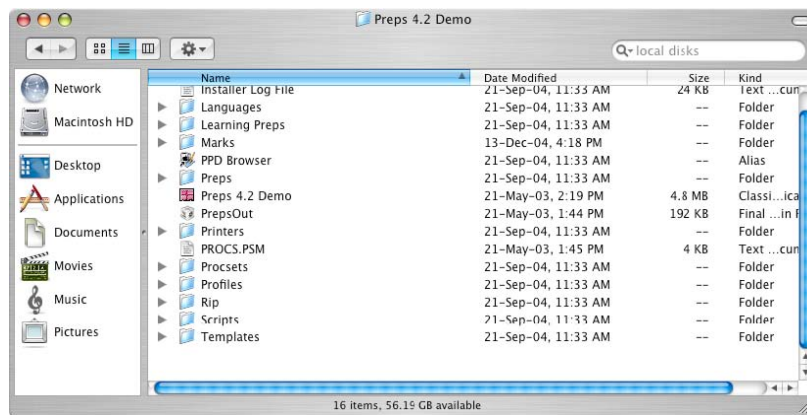 Preps 4.2 Demo
local disks
Network
Macintosh HD
Desktop
Applications
Documents
Movies
Music
Pictures
Name Date Modified Size Kind
Installer Log File 21-Sep-04, 11:33 AM 24 KB Text ...cun
Languages 21-Sep-04, 11:33 AM -- Folder
Learning Preps 21-Sep-04, 11:33 AM -- Folder
Marks 13-Dec-04, 4:18 PM -- Folder
PPD Browser 21-Sep-04, 11:33 AM -- Alias
Preps 21-Sep-04, 11:33 AM -- Folder
Preps 4.2 Demo 21-May-03, 2:19 PM 4.8 MB Classi...ica
PrepsOut 21-May-03, 1:44 PM 192 KB Final ...in F
Printers 21-Sep-04, 11:33 AM -- Folder
PROCS.PSM 21-May-03, 1:45 PM 4 KB Text ...cun
Procsets 21-Sep-04, 11:33 AM -- Folder
Profiles 21-Sep-04, 11:33 AM -- Folder
Rip 21-Sep-04, 11:33 AM -- Folder
Scripts 21-Sep-04, 11:33 AM -- Folder
Templates 21-Sep-04, 11:33 AM -- Folder
16 items, 56.19 GB available